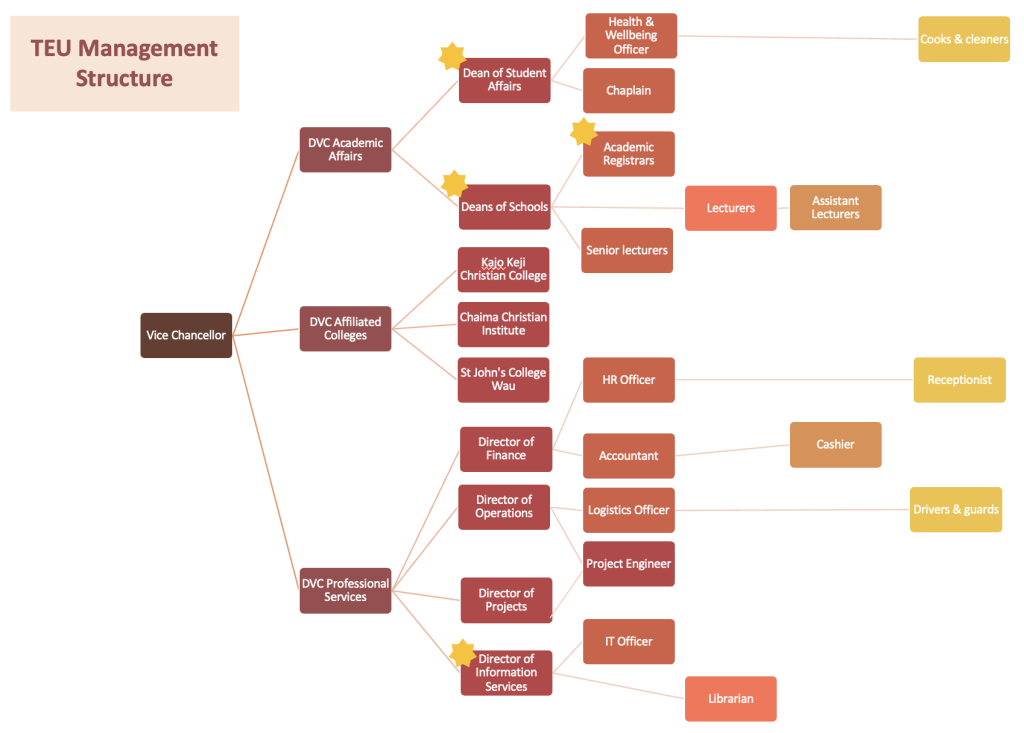 TEU Management
Structure
Health &
Wellbeing
Officer
Cooks & cleaners
Dean of Student
Affairs
Chaplain
DVC Academic
Affairs
Academic
Registrars
Deans of Schools
Lecturers
Assistant
Lecturers
Senior lecturers
Kajo Keji
Christian College
Vice Chancellor
DVC Affiliated
Colleges
Chaima Christian
Institute
St John's College
Wau
HR Officer
Receptionist
Director of
Finance
Accountant
Cashier
Director of
Operations
Logistics Officer
Drivers & guards
Project Engineer
DVC Professional
Services
Director of
Projects
IT Officer
Director of
Information
Services
Librarian